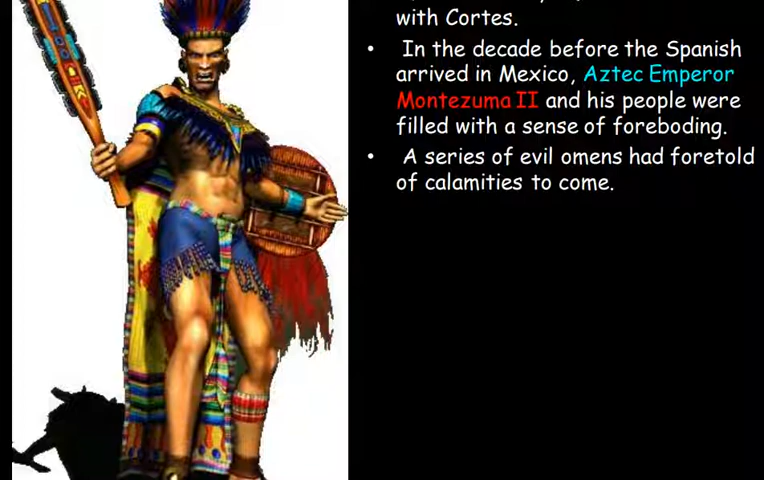 with Cortes.
• In the decade before the Spanish
arrived in Mexico, Aztec Emperor
Montezuma II and his people were
filled with a sense of foreboding.
• A series of evil omens had foretold
of calamities to come.